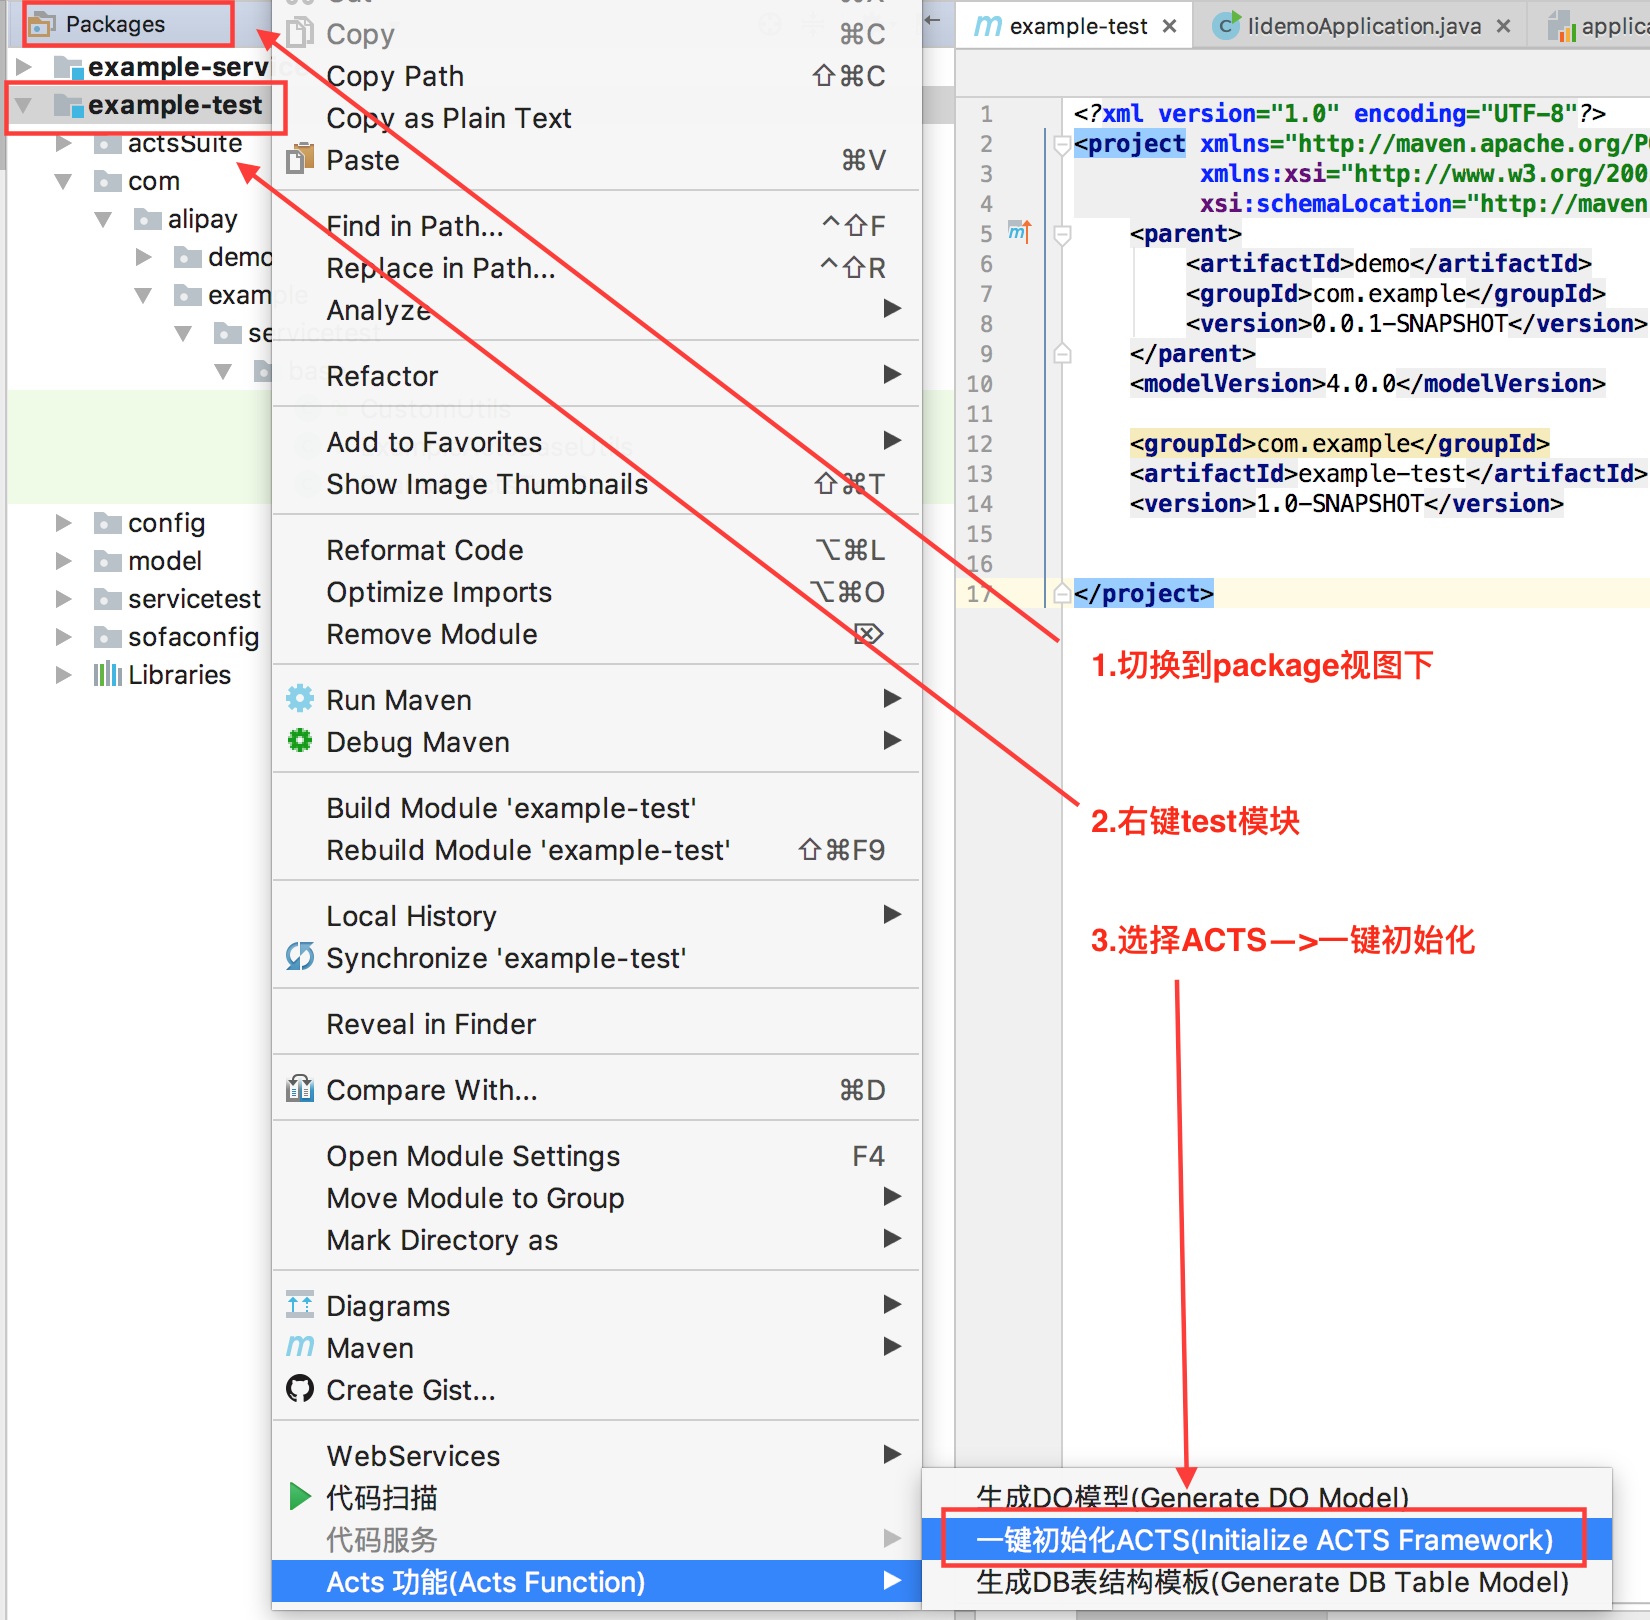 Packages
example-servi
example-test
actsSuite
com
alipay
demo
example
servicetest
CustomUtils
config
model
servicetest
sofaconfig
Libraries
Copy ⌘C
Copy Path ⇧⌘C
Copy as Plain Text
Paste ⌘V
Find in Path... ^⇧F
Replace in Path... ^⇧R
Analyze
Refactor
Add to Favorites
Show Image Thumbnails ⇧⌘T
Reformat Code ⌥⌘L
Optimize Imports ⌥⌘O
Remove Module ⌦
Run Maven
Debug Maven
Build Module 'example-test'
Rebuild Module 'example-test' ⇧⌘F9
Local History
Synchronize 'example-test'
Reveal in Finder
Compare With... ⌘D
Open Module Settings F4
Move Module to Group
Mark Directory as
Diagrams
Maven
Create Gist...
WebServices
代码扫描
代码服务
Acts 功能(Acts Function)
生成DO模型(Generate DO Model)
一键初始化ACTS(Initialize ACTS Framework)
生成DB表结构模板(Generate DB Table Model)
example-test
lidemoApplication.java
applic
1 <?xml version="1.0" encoding="UTF-8"?>
2 <project xmlns="http://maven.apache.org/P
3 xmlns:xsi="http://www.w3.org/200
4 xsi:schemaLocation="http://maven
5 <parent>
6 <artifactId>demo</artifactId>
7 <groupId>com.example</groupId>
8 <version>0.0.1-SNAPSHOT</version>
9 </parent>
10 <modelVersion>4.0.0</modelVersion>
11
12 <groupId>com.example</groupId>
13 <artifactId>example-test</artifactId>
14 <version>1.0-SNAPSHOT</version>
15
16
17 </project>
1.切换到package视图下
2.右键test模块
3.选择ACTS—>一键初始化